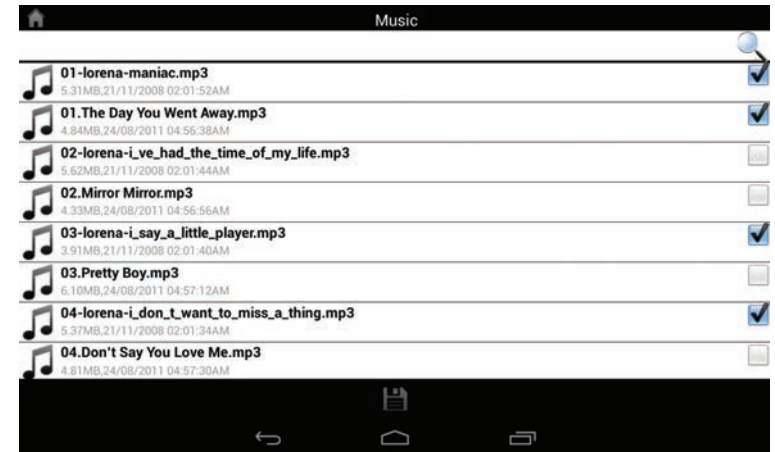 Music
01-lorena-maniac.mp3
5.31MB,21/11/2008 02:01:52AM
01.The Day You Went Away.mp3
4.84MB,24/08/2011 04:56:38AM
02-lorena-i_ve_had_the_time_of_my_life.mp3
5.62MB,21/11/2008 02:01:44AM
02.Mirror Mirror.mp3
4.33MB,24/08/2011 04:56:56AM
03-lorena-i_say_a_little_player.mp3
3.91MB,21/11/2008 02:01:40AM
03.Pretty Boy.mp3
6.10MB,24/08/2011 04:57:12AM
04-lorena-i_don_t_want_to_miss_a_thing.mp3
5.37MB,21/11/2008 02:01:34AM
04.Don't Say You Love Me.mp3
4.81MB,24/08/2011 04:57:30AM